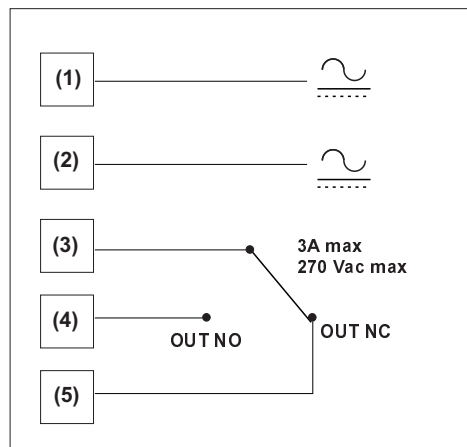 (1)
(2)
(3)
3A max
270 Vac max
(4)
OUT NO
OUT NC
(5)